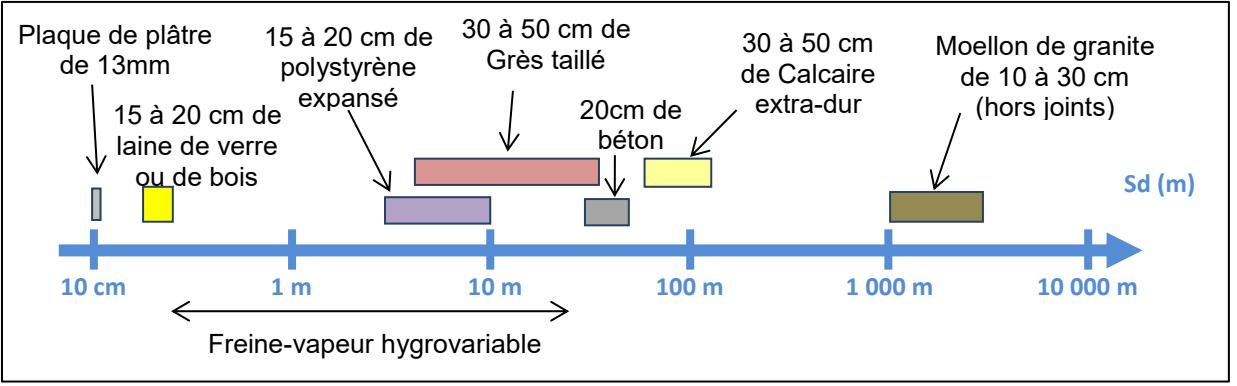 Plaque de plâtre
de 13mm
15 à 20 cm de
laine de verre
ou de bois
15 à 20 cm de
polystyrène
expansé
30 à 50 cm de
Grès taillé
20cm de
béton
30 à 50 cm
de Calcaire
extra-dur
Moellon de granite
de 10 à 30 cm
(hors joints)
Sd (m)
10 cm
1 m
10 m
100 m
1 000 m
10 000 m
Freine-vapeur hygrovariable